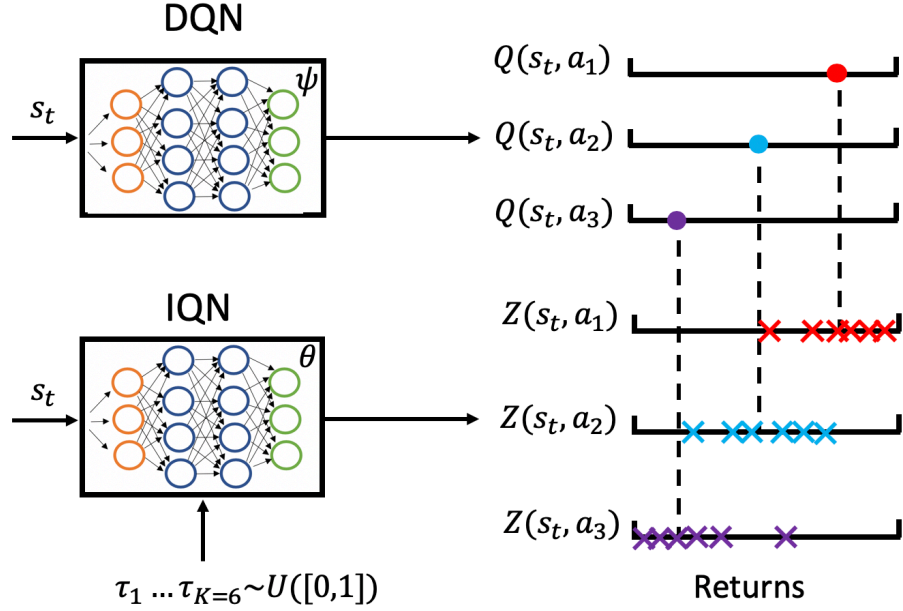 DQN
ψ
s_t
Q(s_t, a_1)
Q(s_t, a_2)
Q(s_t, a_3)
IQN
θ
s_t
Z(s_t, a_1)
Z(s_t, a_2)
Z(s_t, a_3)
τ_1 … τ_{K=6}~U([0,1])
Returns